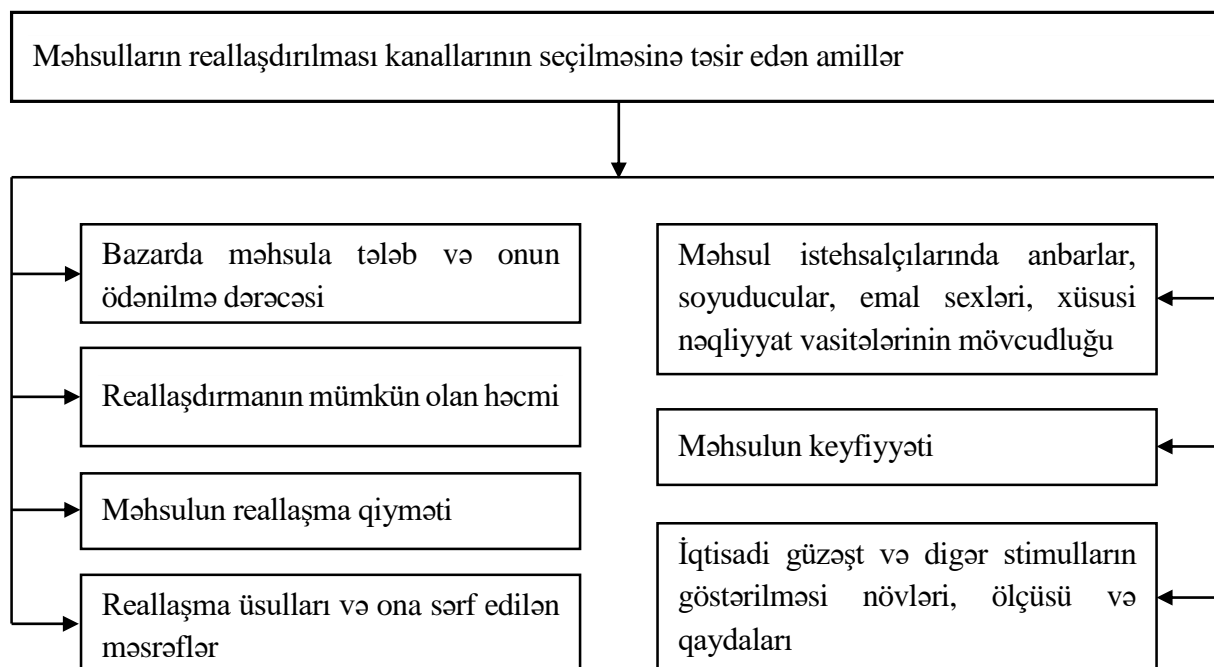 Məhsulların reallaşdırılması kanallarının seçilməsinə təsir edən amillər
Bazarda məhsula tələb və onun
ödənilmə dərəcəsi
Reallaşdırmanın mümkün olan həcmi
Məhsulun reallaşma qiyməti
Reallaşma üsulları və ona sərf edilən
məsrəflər
Məhsul istehsalçılarında anbarlar,
soyuducular, emal sexləri, xüsusi
nəqliyyat vasitələrinin mövcudluğu
Məhsulun keyfiyyəti
İqtisadi güzəşt və digər stimulların
göstərilməsi növləri, ölçüsü və
qaydaları